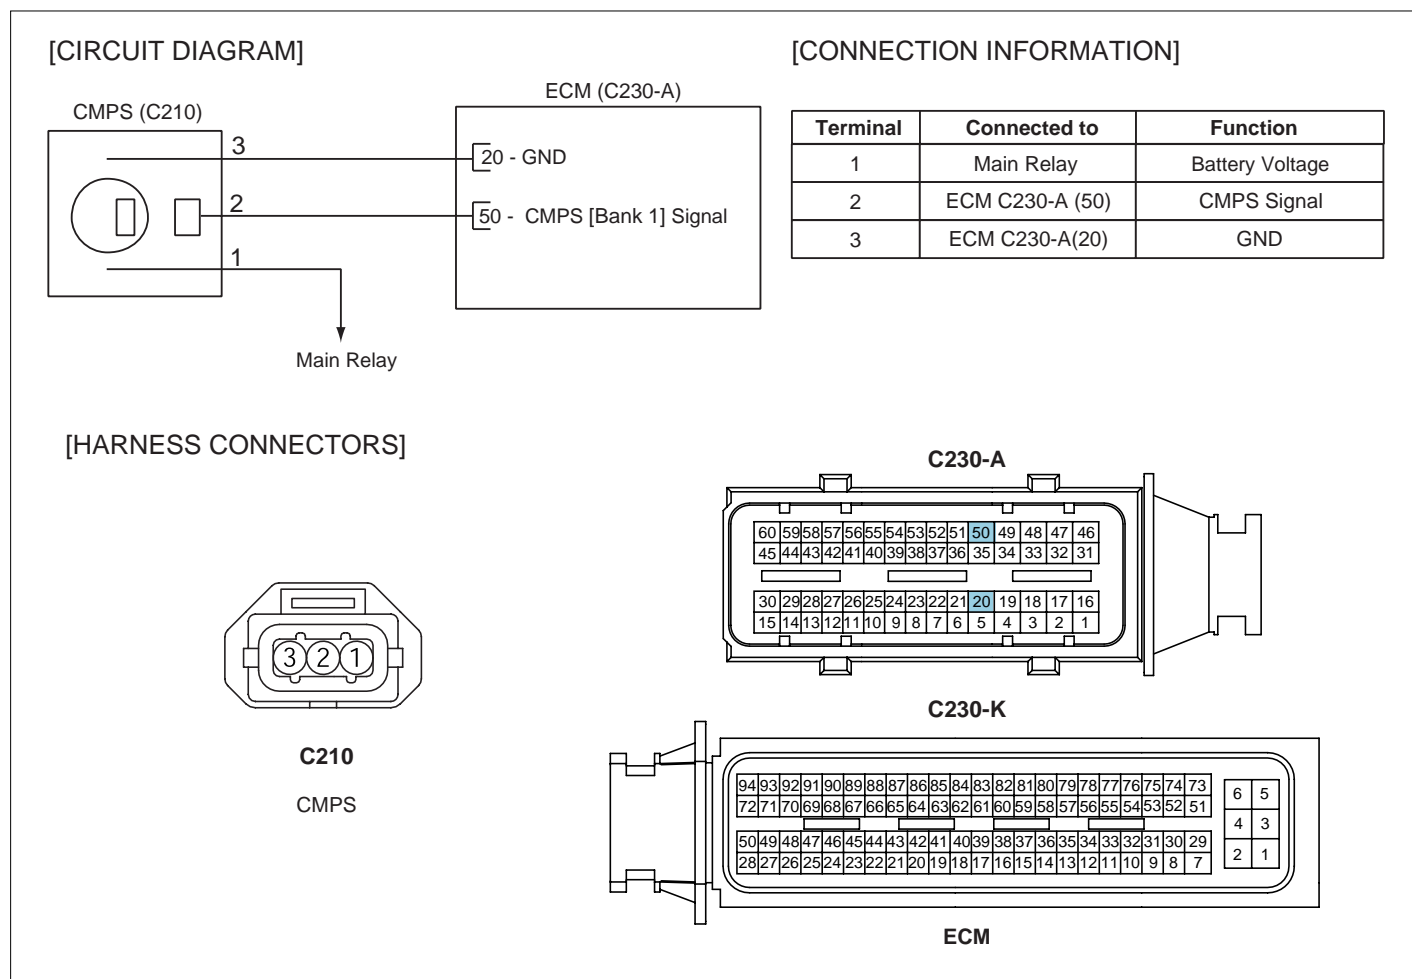 [CIRCUIT DIAGRAM]
CMPS (C210)
ECM (C230-A)
3
20 - GND
2
50 - CMPS [Bank 1] Signal
1
Main Relay
[CONNECTION INFORMATION]
Terminal Connected to Function
1 Main Relay Battery Voltage
2 ECM C230-A (50) CMPS Signal
3 ECM C230-A(20) GND
[HARNESS CONNECTORS]
3 2 1
C210
CMPS
C230-A
60 59 58 57 56 55 54 53 52 51 50 49 48 47 46
45 44 43 42 41 40 39 38 37 36 35 34 33 32 31
30 29 28 27 26 25 24 23 22 21 20 19 18 17 16
15 14 13 12 11 10 9 8 7 6 5 4 3 2 1
C230-K
94 93 92 91 90 89 88 87 86 85 84 83 82 81 80 79 78 77 76 75 74 73
72 71 70 69 68 67 66 65 64 63 62 61 60 59 58 57 56 55 54 53 52 51
50 49 48 47 46 45 44 43 42 41 40 39 38 37 36 35 34 33 32 31 30 29
28 27 26 25 24 23 22 21 20 19 18 17 16 15 14 13 12 11 10 9 8 7
6 5
4 3
2 1
ECM